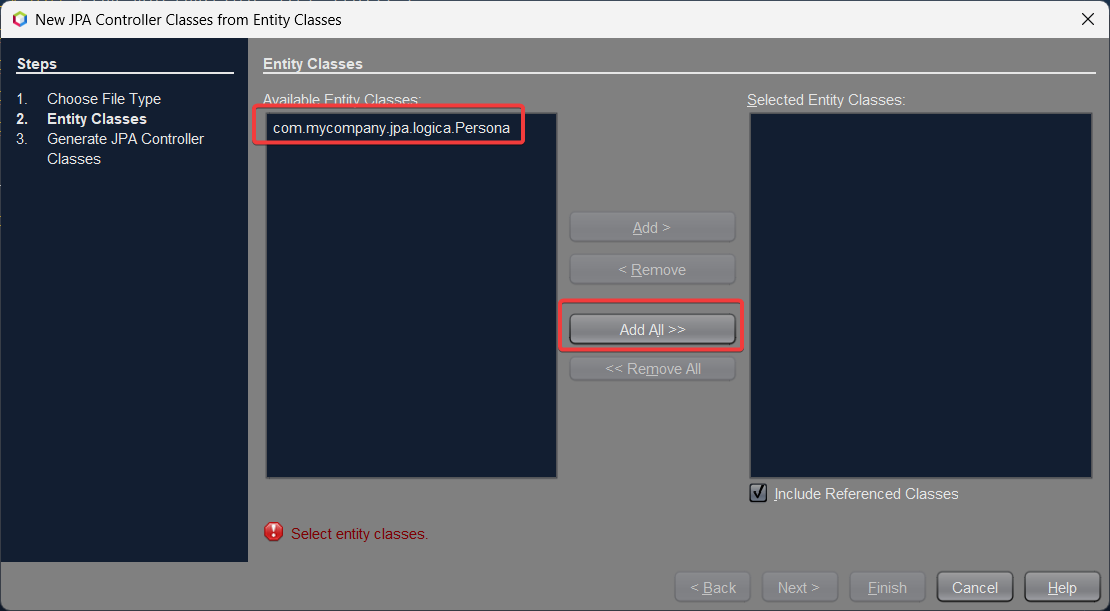 New JPA Controller Classes from Entity Classes
Steps
1. Choose File Type
2. Entity Classes
3. Generate JPA Controller
Classes
Entity Classes
Available Entity Classes:
com.mycompany.jpa.logica.Persona
Add >
< Remove
Add All >>
<< Remove All
Selected Entity Classes:
Include Referenced Classes
Select entity classes.
< Back
Next >
Finish
Cancel
Help